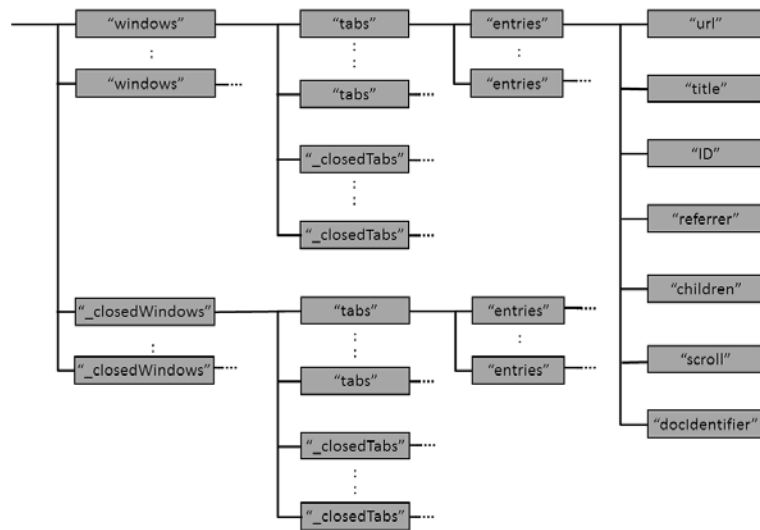 “windows” “tabs” “entries” “url”
“windows” “tabs” “entries” “title”
“_closedTabs” “ID”
“_closedTabs” “referrer”
“_closedWindows” “tabs” “entries” “children”
“_closedWindows” “tabs” “entries” “scroll”
“_closedTabs” “docIdentifier”
“_closedTabs”